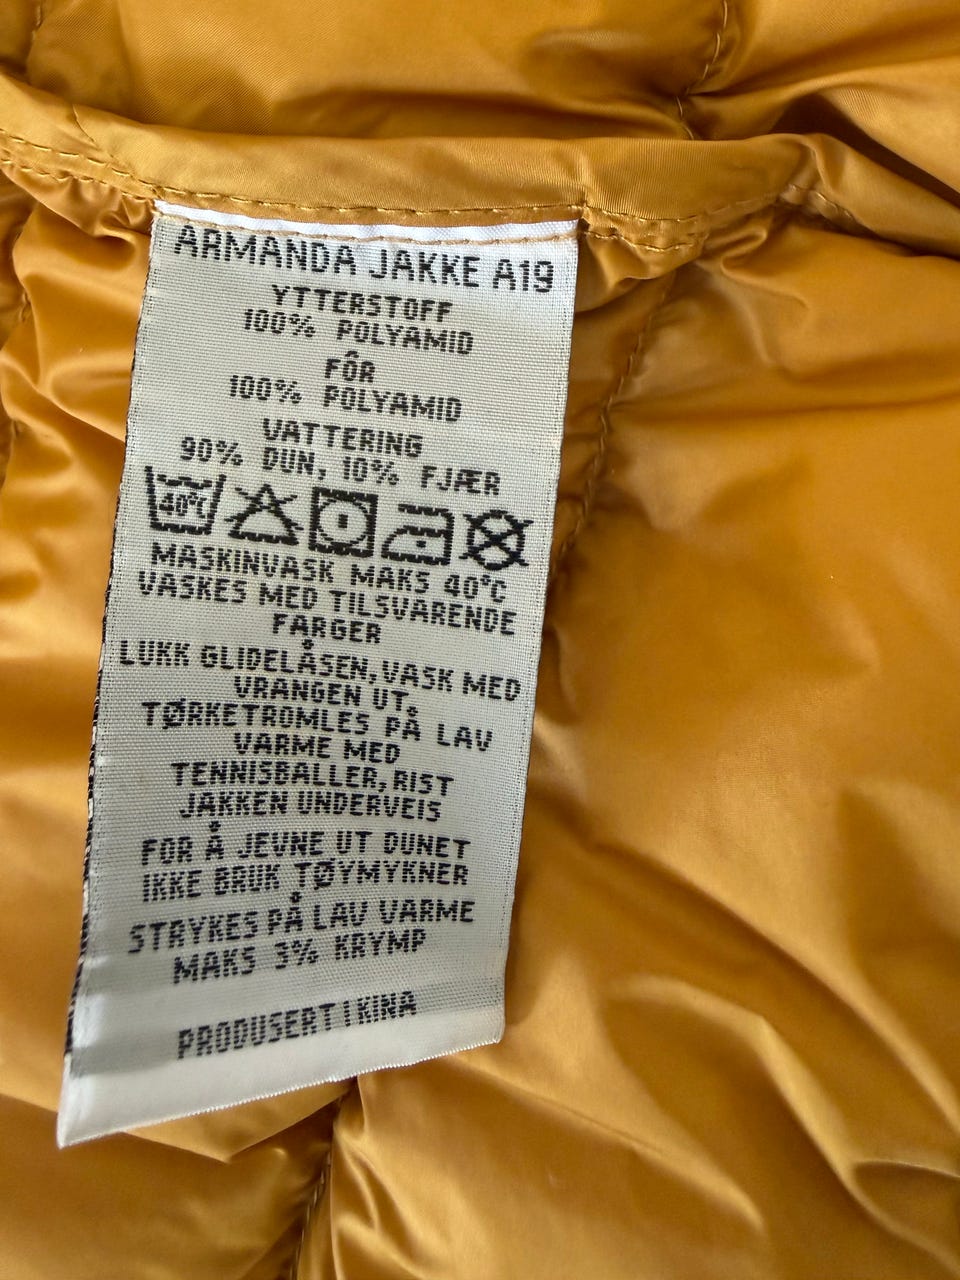 ARMANDA JAKKE A19
YTTERSTOFF
100% POLYAMID
FÔR
100% POLYAMID
VATTERING
90% DUN, 10% FJÆR
40°C
MASKINVASK MAKS 40°C
VASKES MED TILSVARENDE
FARGER
LUKK GLIDELÅSEN, VASK MED
VRANGEN UT.
TØRKETROMLES PÅ LAV
VARME MED
TENNISBALLER, RIST
JAKKEN UNDERVEIS
FOR Å JEVNE UT DUNET
IKKE BRUK TØYMYKNER
STRYKES PÅ LAV VARME
MAKS 3% KRYMP
PRODUSERT I KINA